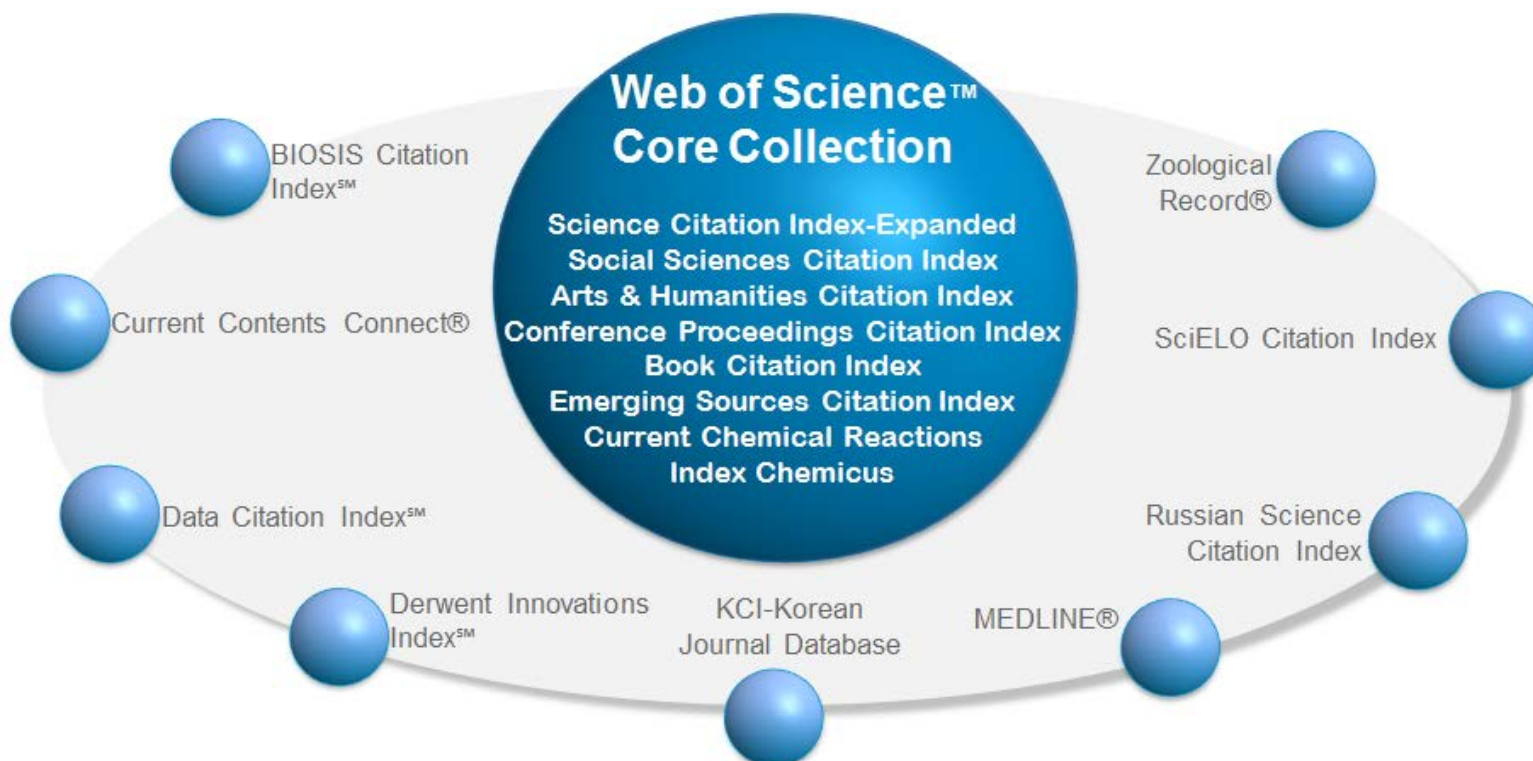 Web of Science™
Core Collection
Science Citation Index-Expanded
Social Sciences Citation Index
Arts & Humanities Citation Index
Conference Proceedings Citation Index
Book Citation Index
Emerging Sources Citation Index
Current Chemical Reactions
Index Chemicus
BIOSIS Citation
Index℠
Current Contents Connect®
Data Citation Index℠
Derwent Innovations
Index℠
KCI-Korean
Journal Database
MEDLINE®
Russian Science
Citation Index
SciELO Citation Index
Zoological
Record®